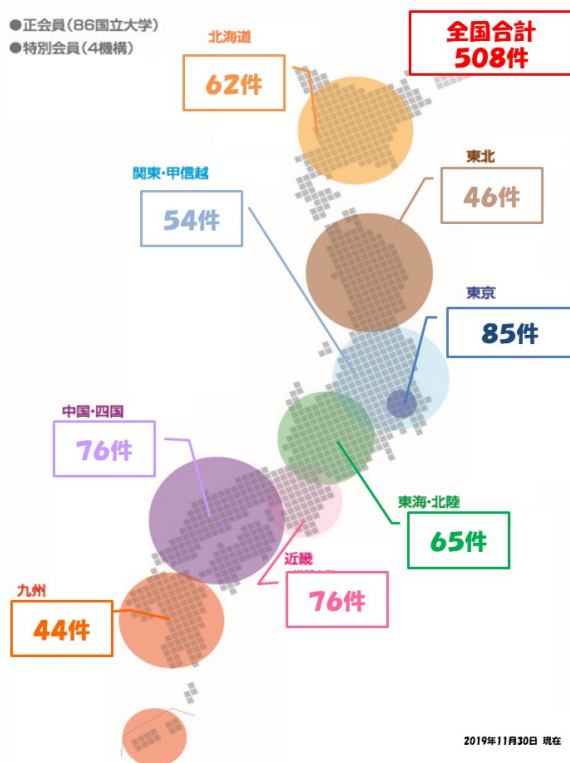 ●正会員(86国立大学)
●特別会員(4機構)
全国合計
508件
北海道
62件
東北
46件
関東・甲信越
54件
東京
85件
中国・四国
76件
東海・北陸
65件
近畿
76件
九州
44件
2019年11月30日 現在